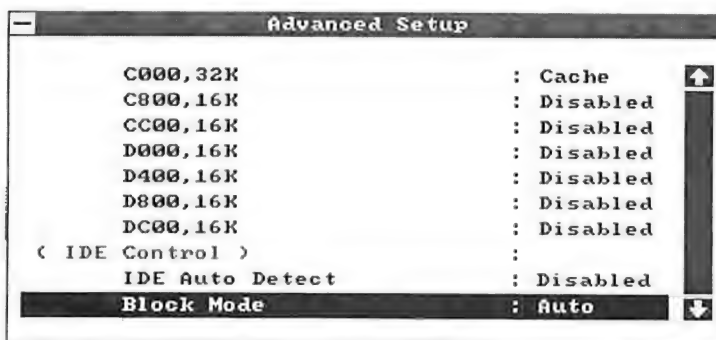 Advanced Setup
C000,32K : Cache
C800,16K : Disabled
CC00,16K : Disabled
D000,16K : Disabled
D400,16K : Disabled
D800,16K : Disabled
DC00,16K : Disabled
( IDE Control ) :
IDE Auto Detect : Disabled
Block Mode : Auto